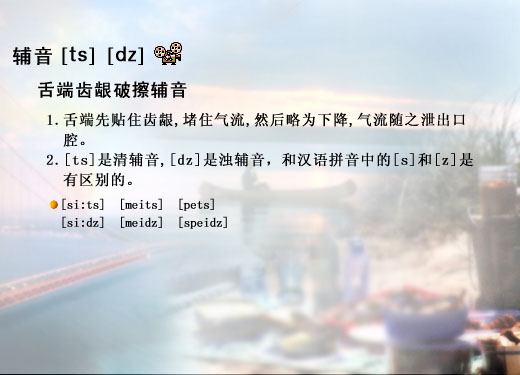 辅音 [ts] [dz]
舌端齿龈破擦辅音
1. 舌端先贴住齿龈,堵住气流,然后略为下降,气流随之泄出口
腔。
2. [ts]是清辅音,[dz]是浊辅音，和汉语拼音中的[s]和[z]是
有区别的。
[si:ts] [meits] [pets]
[si:dz] [meidz] [speidz]